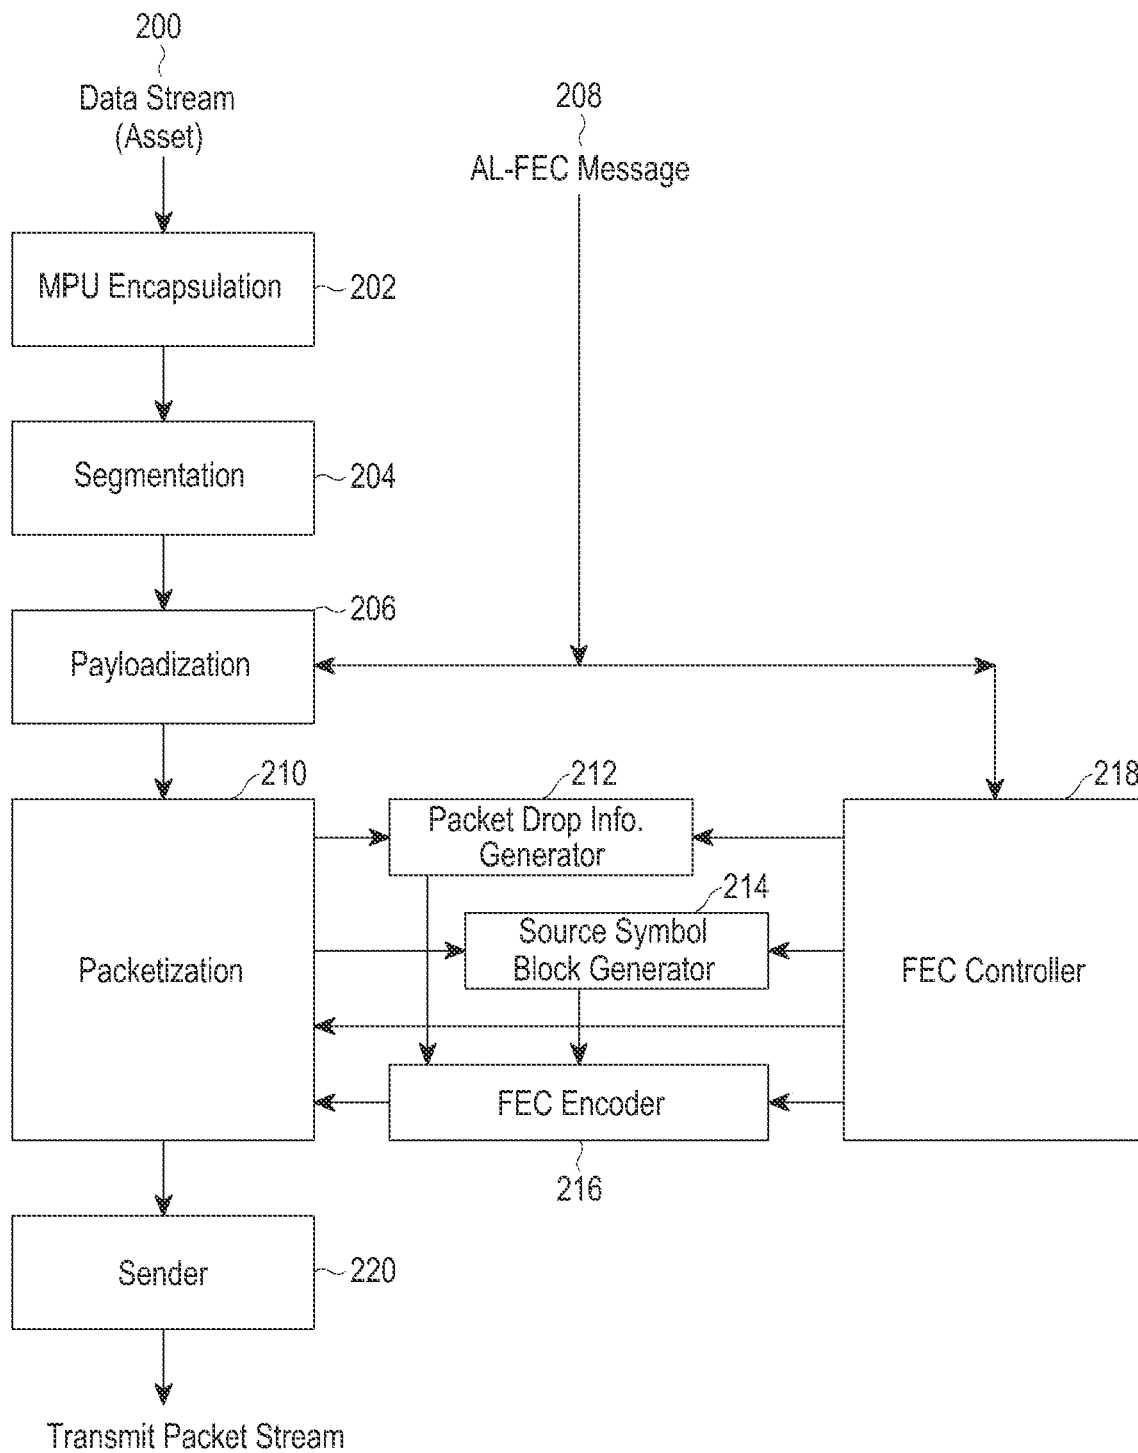 200
Data Stream
(Asset)
208
AL-FEC Message
MPU Encapsulation
202
Segmentation
204
206
Payloadization
210
212
218
Packet Drop Info.
Generator
214
Source Symbol
Block Generator
Packetization
FEC Controller
FEC Encoder
216
Sender
220
Transmit Packet Stream